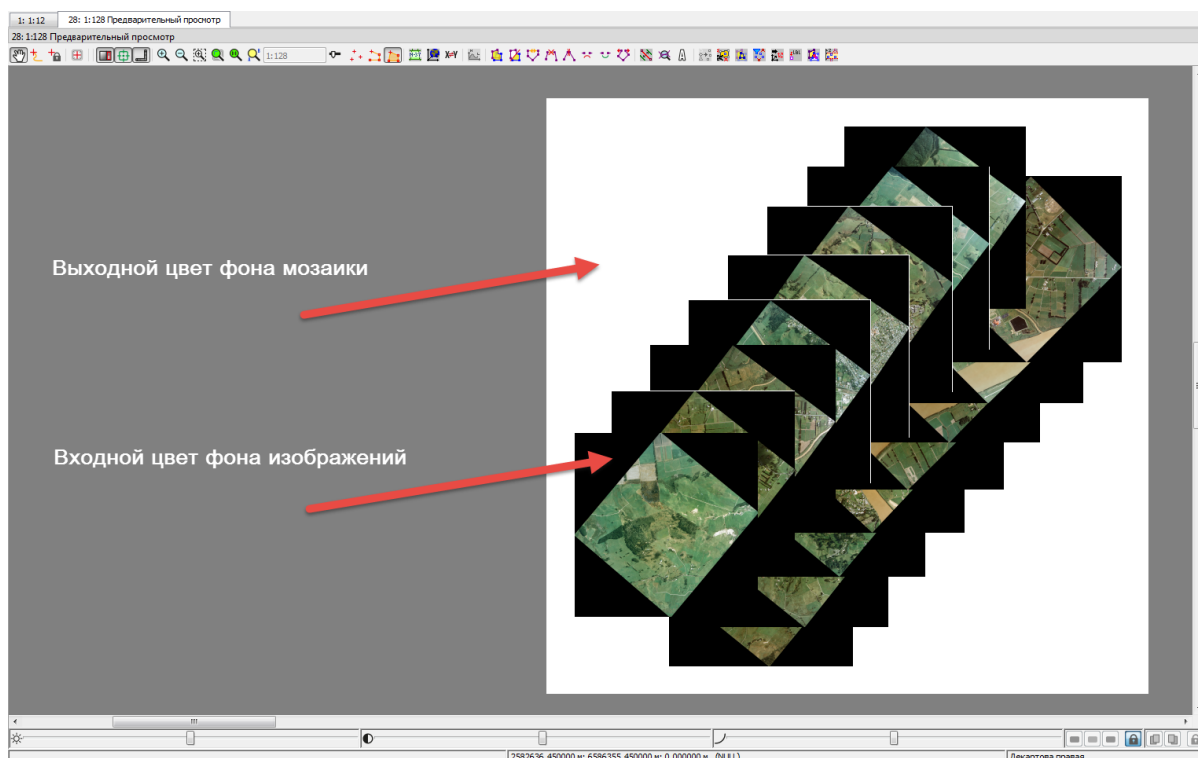 1: 1:12
28: 1:128 Предварительный просмотр
28: 1:128 Предварительный просмотр
1:128
X=Y
Выходной цвет фона мозаики
Входной цвет фона изображений
2582636.450000 м; 6586355.450000 м; 0.000000 м (NULL)
Декартова правая